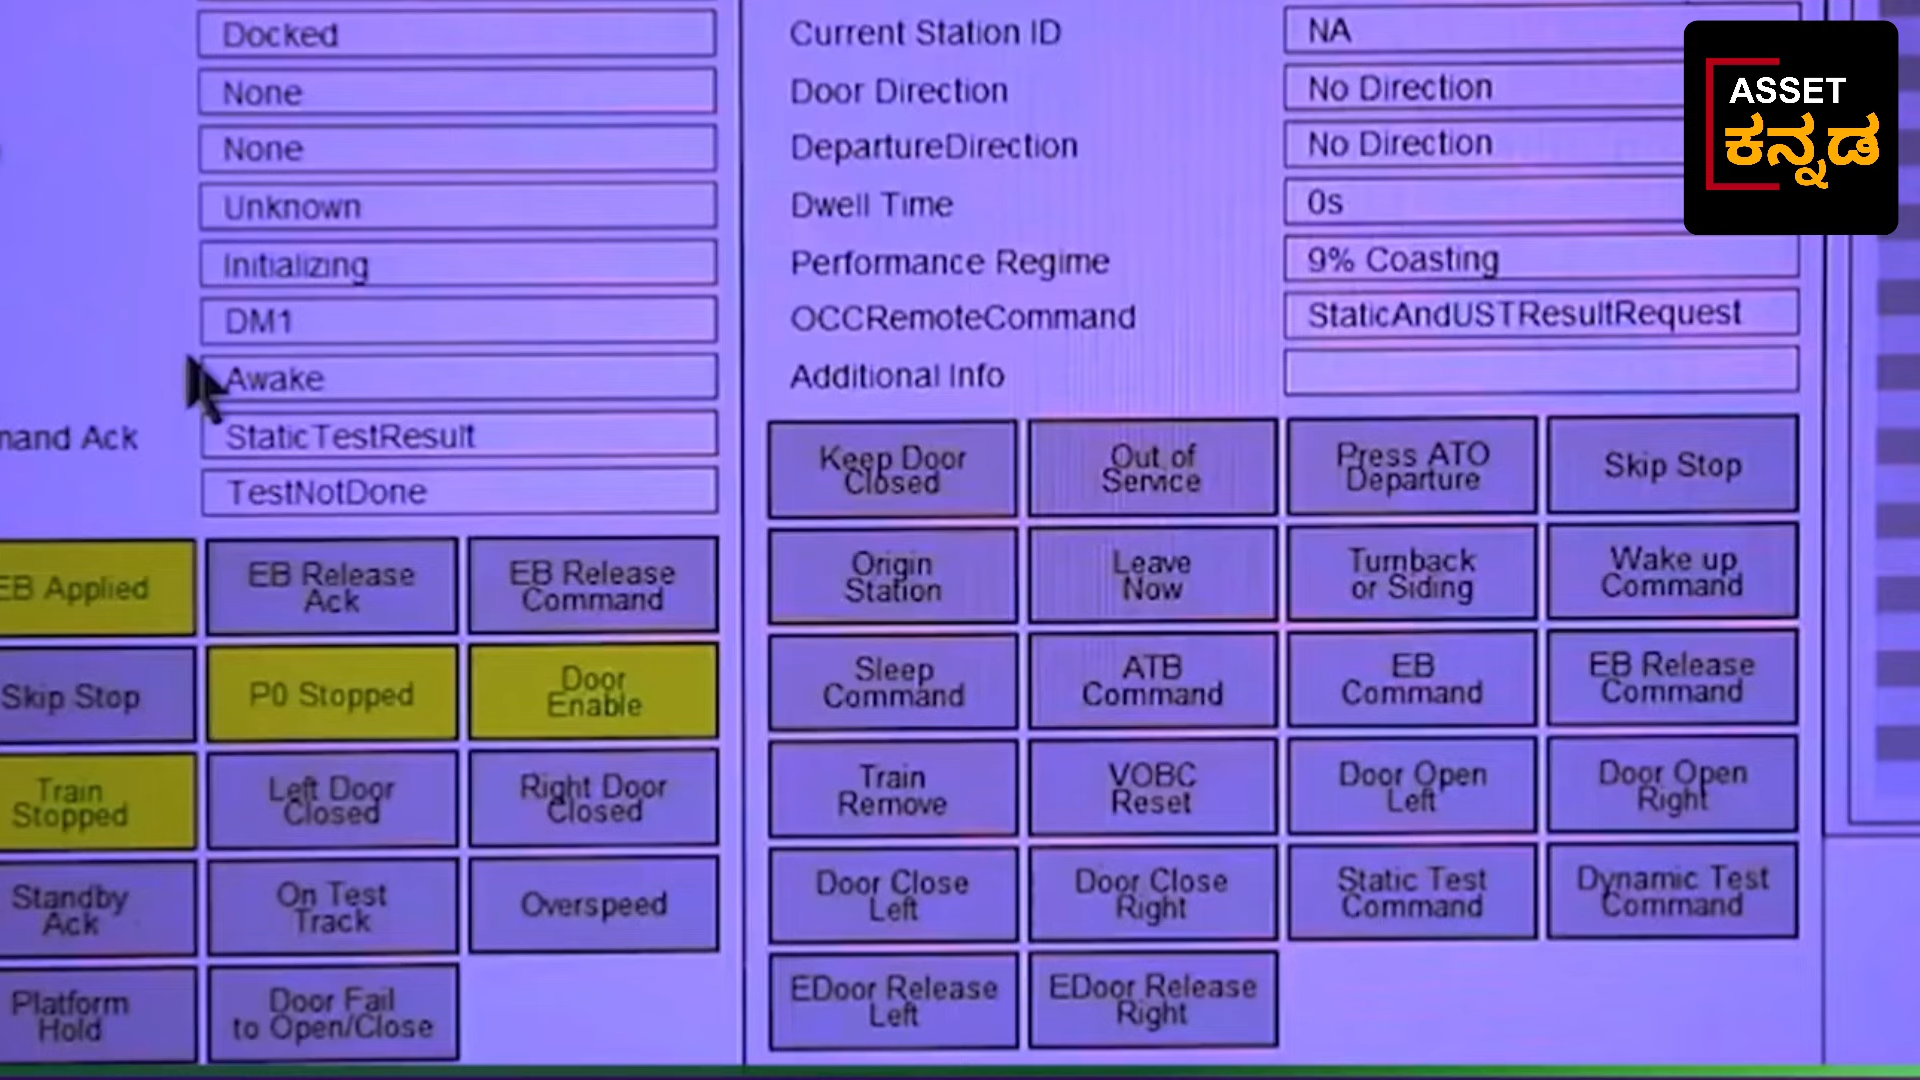 Docked
None
None
Unknown
Initializing
DM1
Awake
mand Ack
StaticTestResult
TestNotDone
EB Applied
EB Release
Ack
EB Release
Command
Skip Stop
P0 Stopped
Door
Enable
Train
Stopped
Left Door
Closed
Right Door
Closed
Standby
Ack
On Test
Track
Overspeed
Platform
Hold
Door Fail
to Open/Close
Current Station ID
NA
Door Direction
No Direction
DepartureDirection
No Direction
Dwell Time
0s
Performance Regime
9% Coasting
OCCRemoteCommand
StaticAndUSTResultRequest
Additional Info
Keep Door
Closed
Out of
Service
Press ATO
Departure
Skip Stop
Origin
Station
Leave
Now
Turnback
or Siding
Wake up
Command
Sleep
Command
ATB
Command
EB
Command
EB Release
Command
Train
Remove
VOBC
Reset
Door Open
Left
Door Open
Right
Door Close
Left
Door Close
Right
Static Test
Command
Dynamic Test
Command
EDoor Release
Left
EDoor Release
Right
ASSET
ಕನ್ನಡ